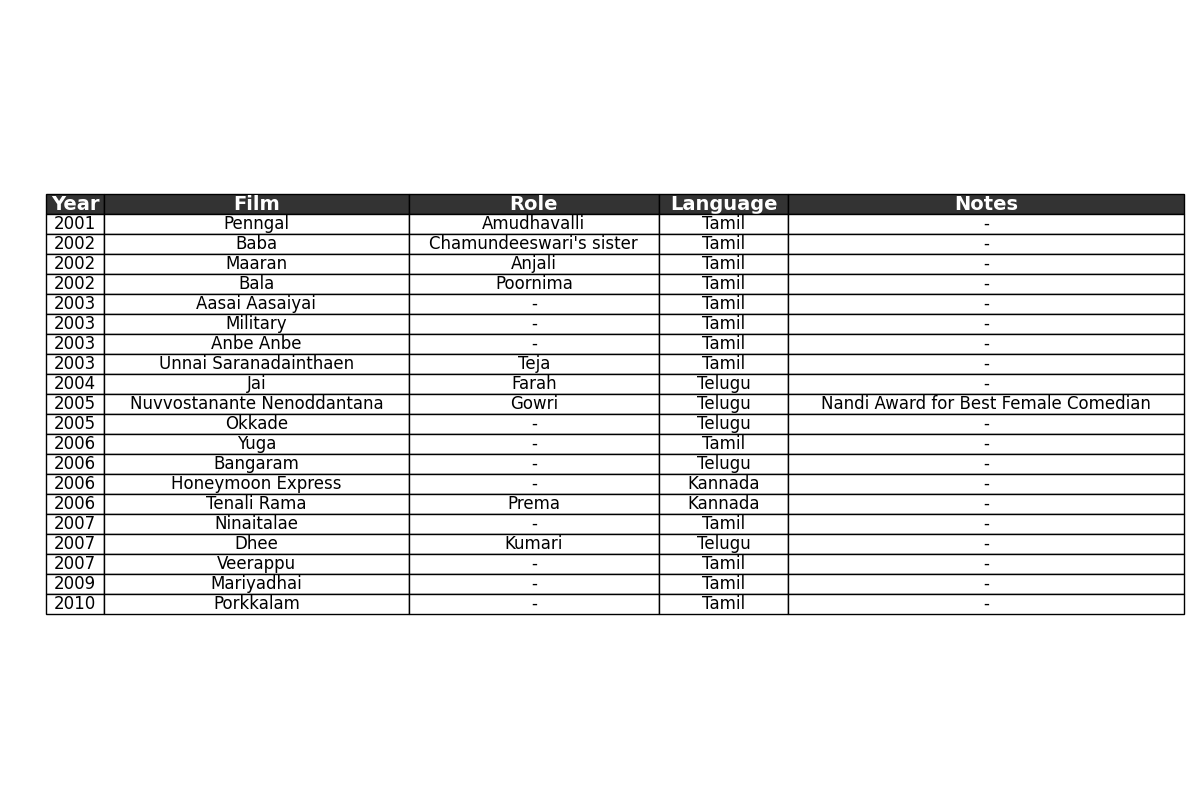 Year Film Role Language Notes
2001 Penngal Amudhavalli Tamil -
2002 Baba Chamundeeswari's sister Tamil -
2002 Maaran Anjali Tamil -
2002 Bala Poornima Tamil -
2003 Aasai Aasaiyai - Tamil -
2003 Military - Tamil -
2003 Anbe Anbe - Tamil -
2003 Unnai Saranadainthaen Teja Tamil -
2004 Jai Farah Telugu -
2005 Nuvvostanante Nenoddantana Gowri Telugu Nandi Award for Best Female Comedian
2005 Okkade - Telugu -
2006 Yuga - Tamil -
2006 Bangaram - Telugu -
2006 Honeymoon Express - Kannada -
2006 Tenali Rama Prema Kannada -
2007 Ninaitalae - Tamil -
2007 Dhee Kumari Telugu -
2007 Veerappu - Tamil -
2009 Mariyadhai - Tamil -
2010 Porkkalam - Tamil -